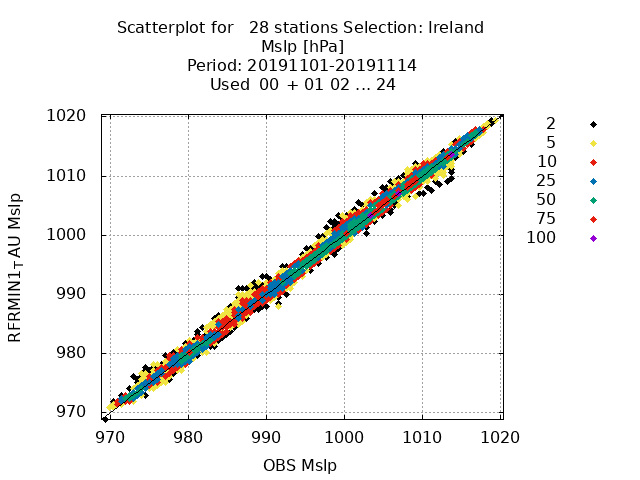 Scatterplot for   28 stations Selection: Ireland
Mslp [hPa]
Period: 20191101-20191114
Used  00 + 01 02 ... 24
1020
1010
1000
990
980
970
970 980 990 1000 1010 1020
RFRMIN1TAU Mslp
OBS Mslp
2
5
10
25
50
75
100